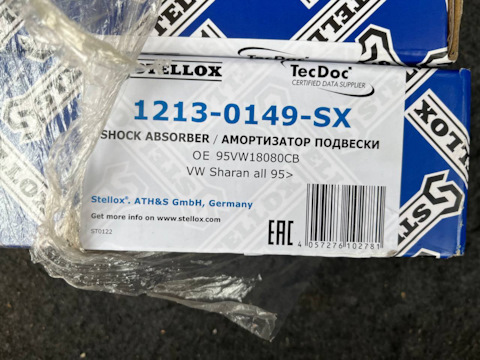 STELLOX
TecDoc
CERTIFIED DATA SUPPLIER
1213-0149-SX
SHOCK ABSORBER / АМОРТИЗАТОР ПОДВЕСКИ
OE 95VW18080CB
VW Sharan all 95>
Stellox®, ATH&S GmbH, Germany
Get more info on www.stellox.com
ST0122
EAC
4 057276 102781
STELLOX